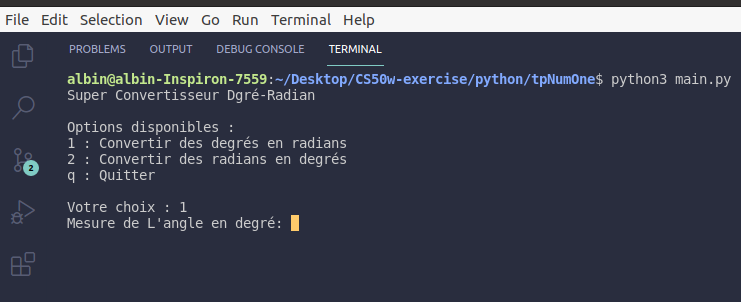 File Edit Selection View Go Run Terminal Help
PROBLEMS OUTPUT DEBUG CONSOLE TERMINAL
albin@albin-Inspiron-7559:~/Desktop/CS50w-exercise/python/tpNumOne$ python3 main.py
Super Convertisseur Dgré-Radian
Options disponibles :
1 : Convertir des degrés en radians
2 : Convertir des radians en degrés
q : Quitter
2
Votre choix : 1
Mesure de L'angle en degré: